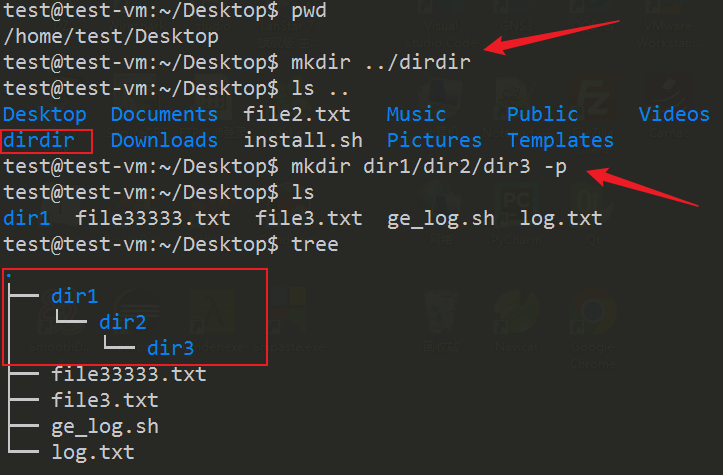 test@test-vm:~/Desktop$ pwd
/home/test/Desktop
test@test-vm:~/Desktop$ mkdir ../dirdir
test@test-vm:~/Desktop$ ls ..
Desktop  Documents  file2.txt   Music     Public     Videos
dirdir   Downloads  install.sh  Pictures  Templates
test@test-vm:~/Desktop$ mkdir dir1/dir2/dir3 -p
test@test-vm:~/Desktop$ ls
dir1  file33333.txt  file3.txt  ge_log.sh  log.txt
test@test-vm:~/Desktop$ tree
.
├── dir1
│   └── dir2
│       └── dir3
├── file33333.txt
├── file3.txt
├── ge_log.sh
└── log.txt